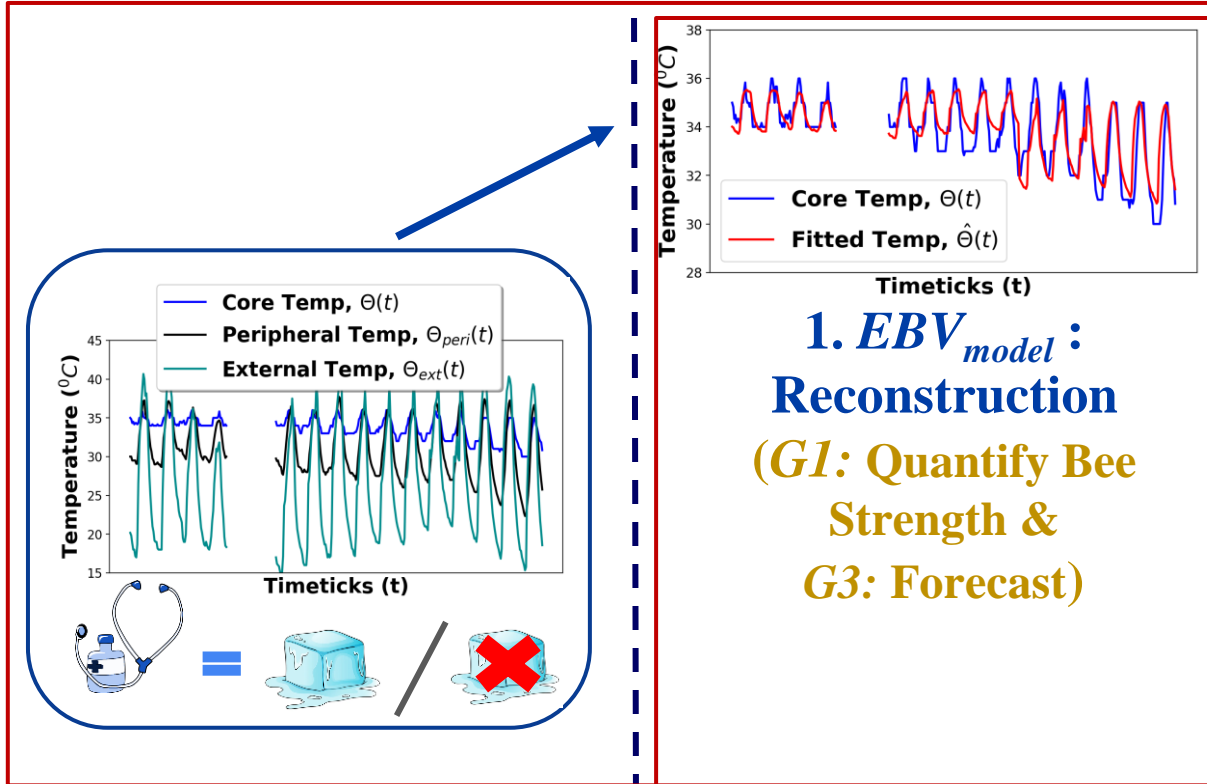 Core Temp, Θ(t)
Peripheral Temp, Θperi(t)
External Temp, Θext(t)
Temperature (⁰C)
45
40
35
30
25
20
15
Timeticks (t)
=
/
Temperature (⁰C)
38
36
34
32
30
28
Core Temp, Θ(t)
Fitted Temp, Θ̂(t)
Timeticks (t)
1. EBVmodel :
Reconstruction
(G1: Quantify Bee
Strength &
G3: Forecast)